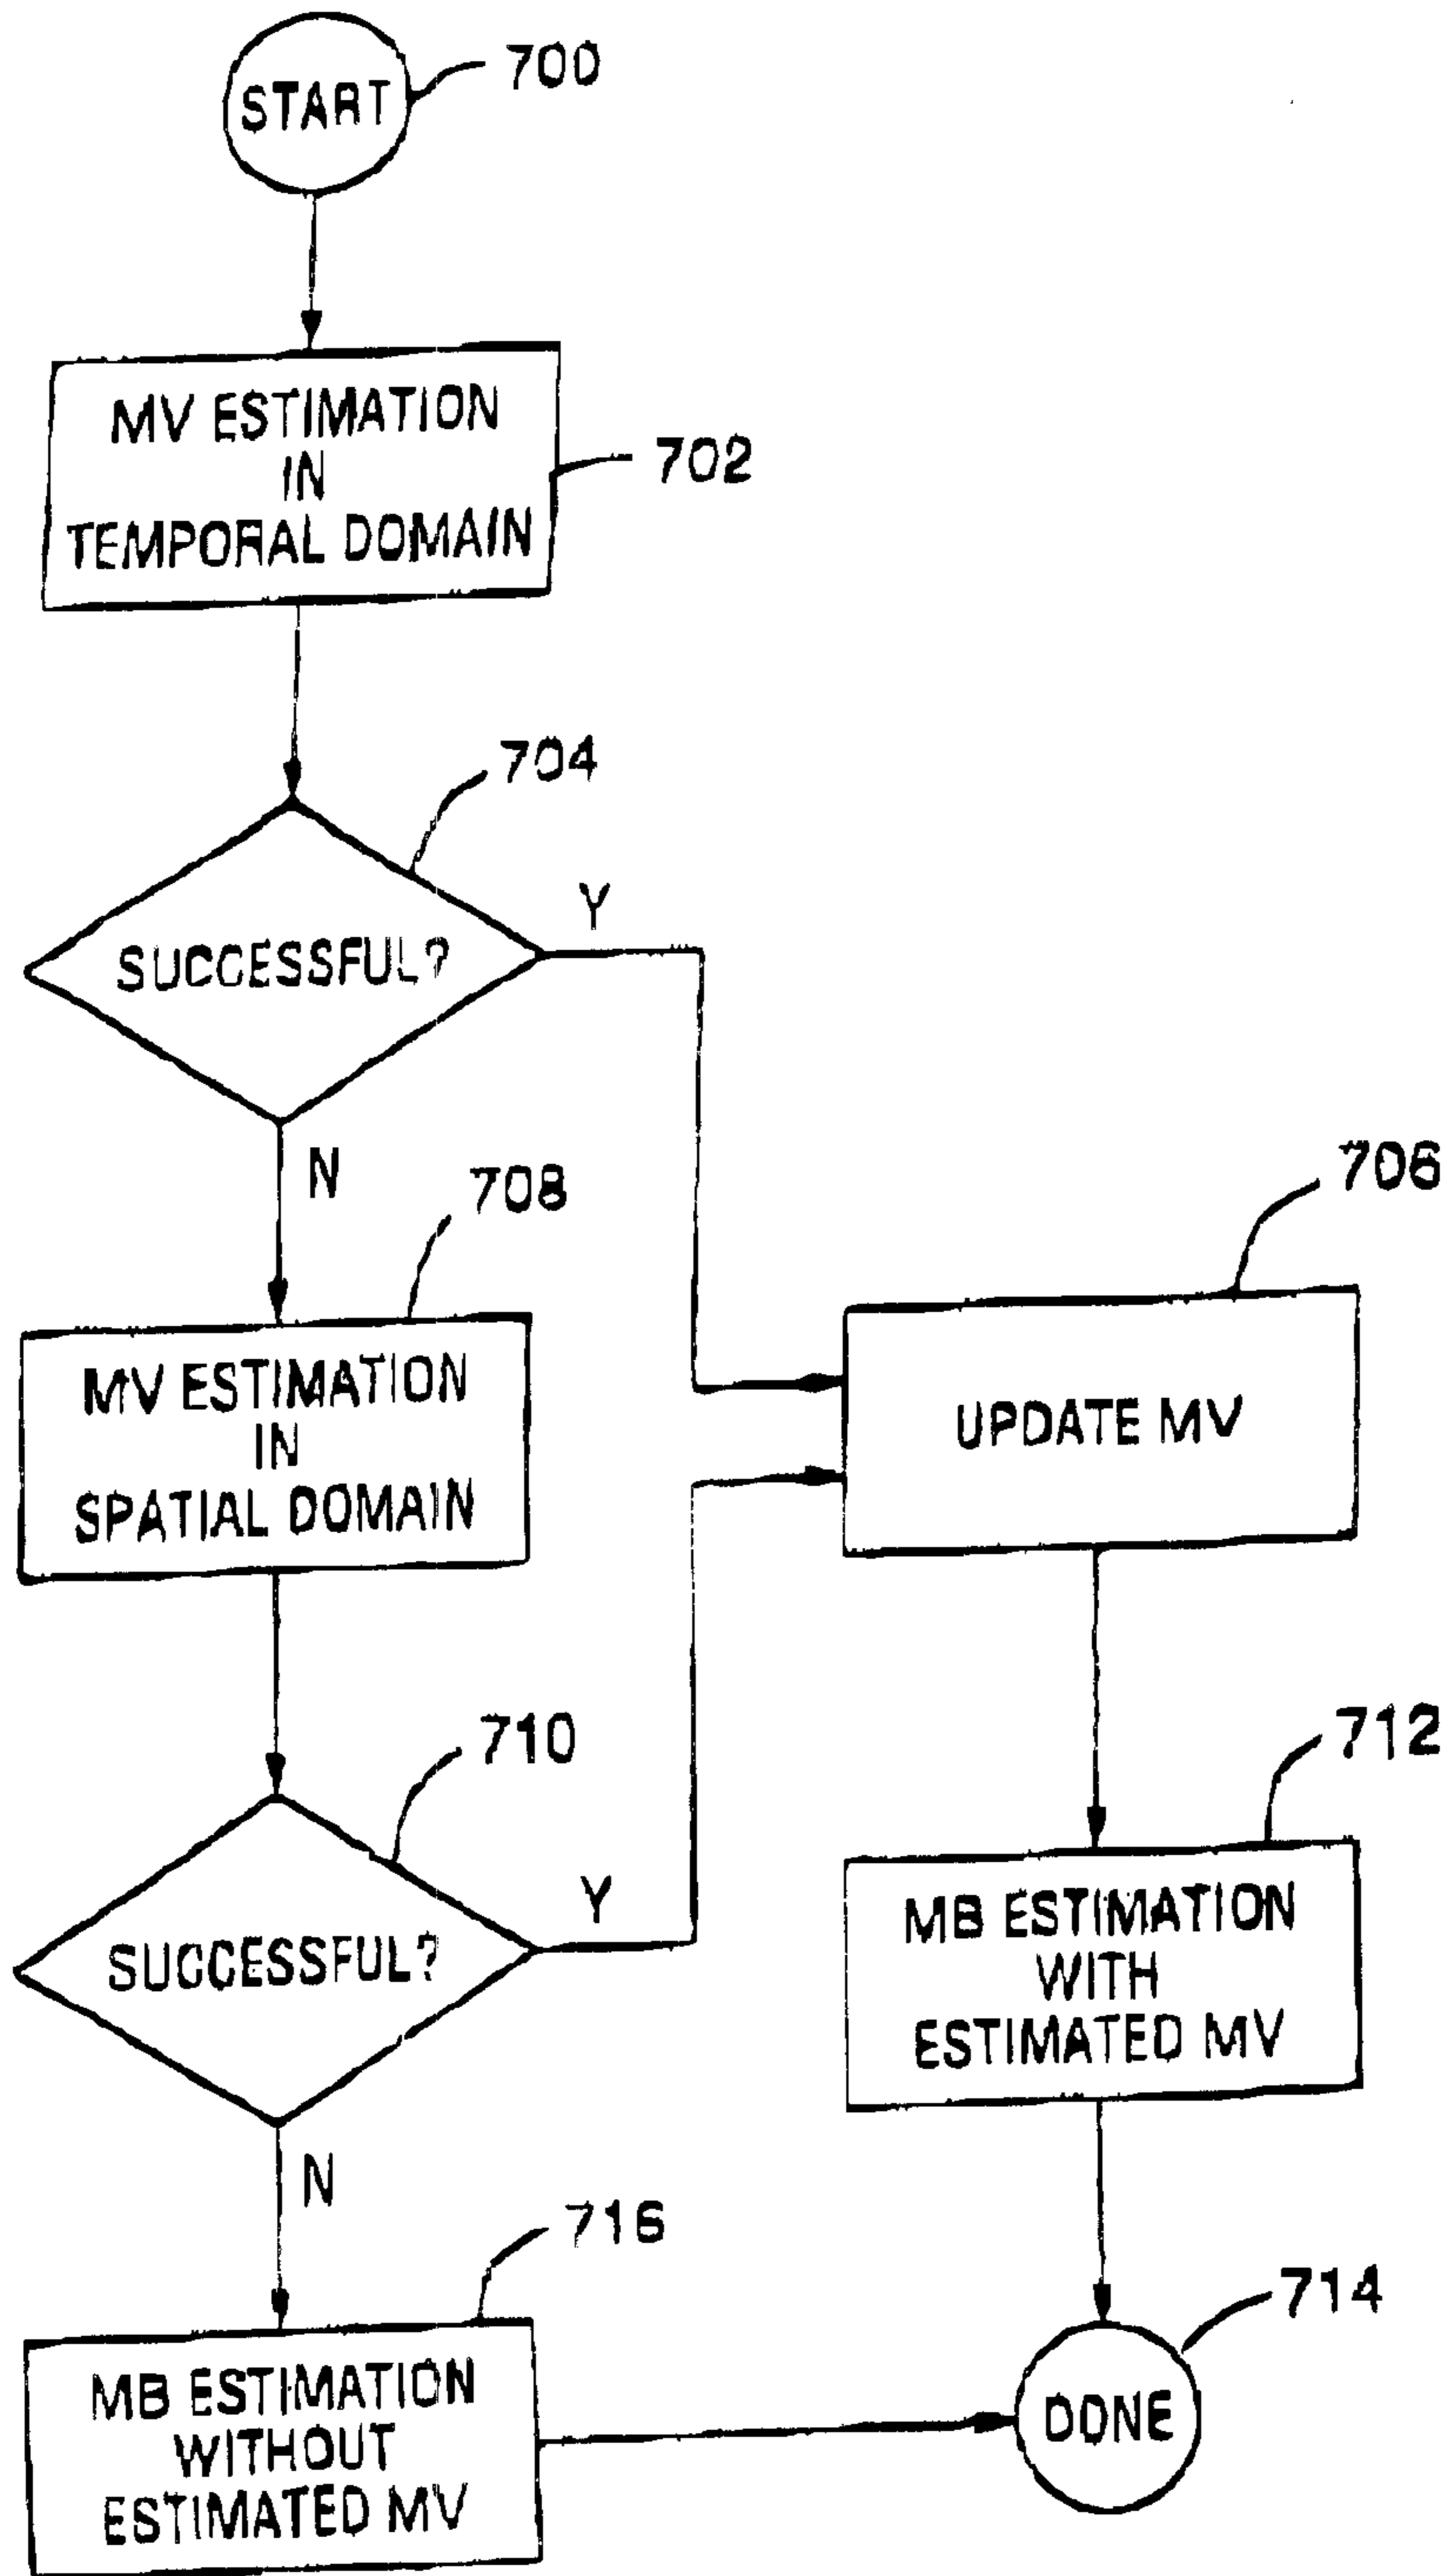 START
700
MV ESTIMATION
IN
TEMPORAL DOMAIN
702
704
SUCCESSFUL?
Y
N
708
MV ESTIMATION
IN
SPATIAL DOMAIN
706
UPDATE MV
710
SUCCESSFUL?
Y
N
712
MB ESTIMATION
WITH
ESTIMATED MV
716
MB ESTIMATION
WITHOUT
ESTIMATED MV
714
DONE